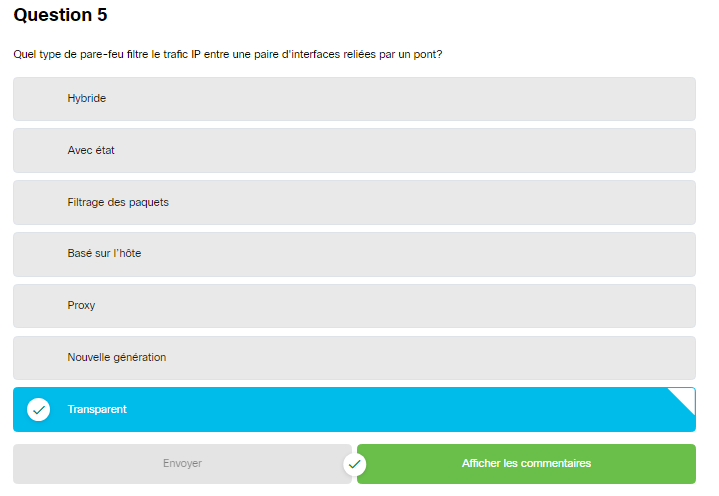 Question 5
Quel type de pare-feu filtre le trafic IP entre une paire d'interfaces reliées par un pont?
Hybride
Avec état
Filtrage des paquets
Basé sur l'hôte
Proxy
Nouvelle génération
Transparent
Envoyer
Afficher les commentaires